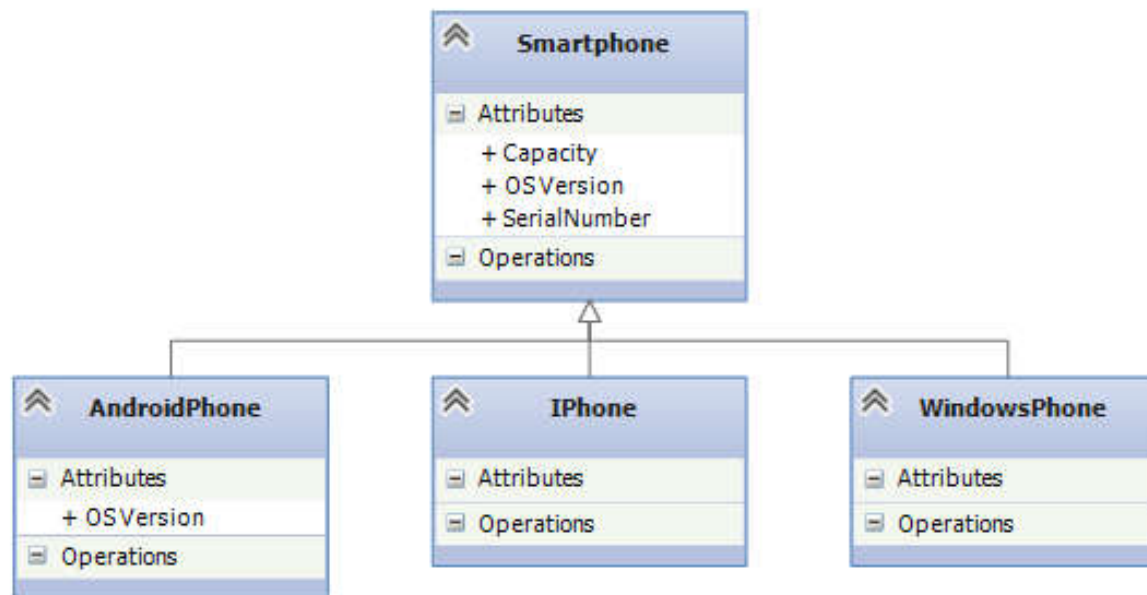 Smartphone
Attributes
+ Capacity
+ OSVersion
+ SerialNumber
Operations
AndroidPhone
Attributes
+ OSVersion
Operations
IPhone
Attributes
Operations
WindowsPhone
Attributes
Operations